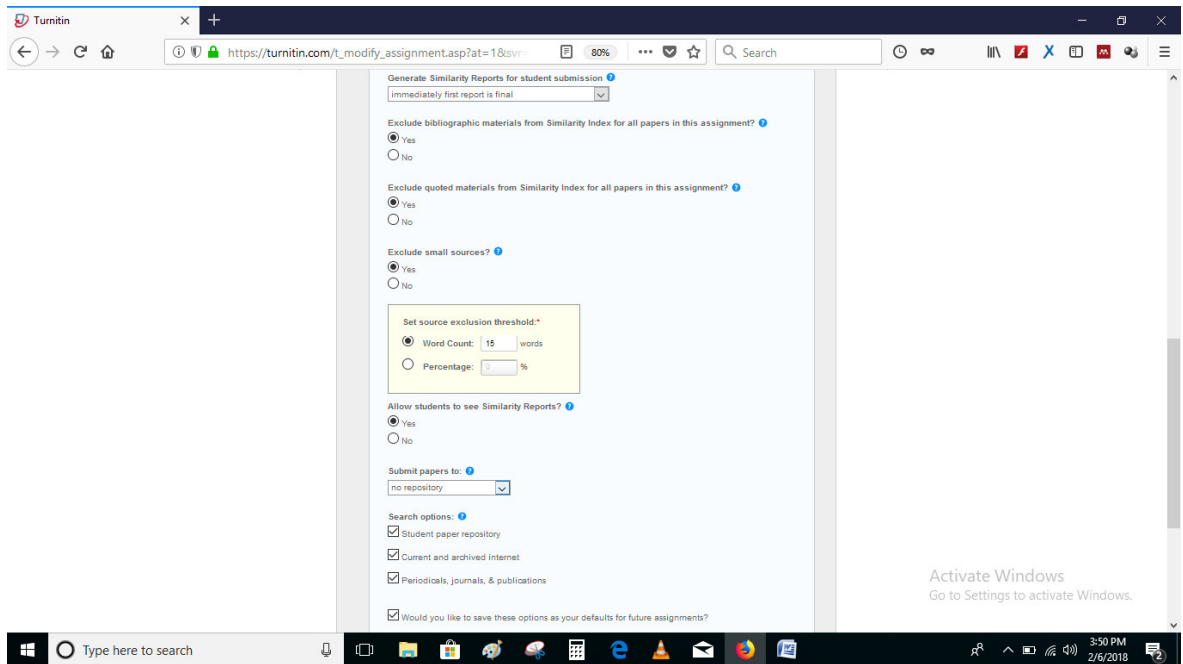 Turnitin
https://turnitin.com/t_modify_assignment.asp?at=1&svr=
80%
Search
Generate Similarity Reports for student submission
immediately first report is final
Exclude bibliographic materials from Similarity Index for all papers in this assignment?
Yes
No
Exclude quoted materials from Similarity Index for all papers in this assignment?
Yes
No
Exclude small sources?
Yes
No
Set source exclusion threshold:*
Word Count: 15 words
Percentage: 0 %
Allow students to see Similarity Reports?
Yes
No
Submit papers to:
no repository
Search options:
Student paper repository
Current and archived internet
Periodicals, journals, & publications
Would you like to save these options as your defaults for future assignments?
Activate Windows
Go to Settings to activate Windows.
Type here to search
3:50 PM
2/6/2018